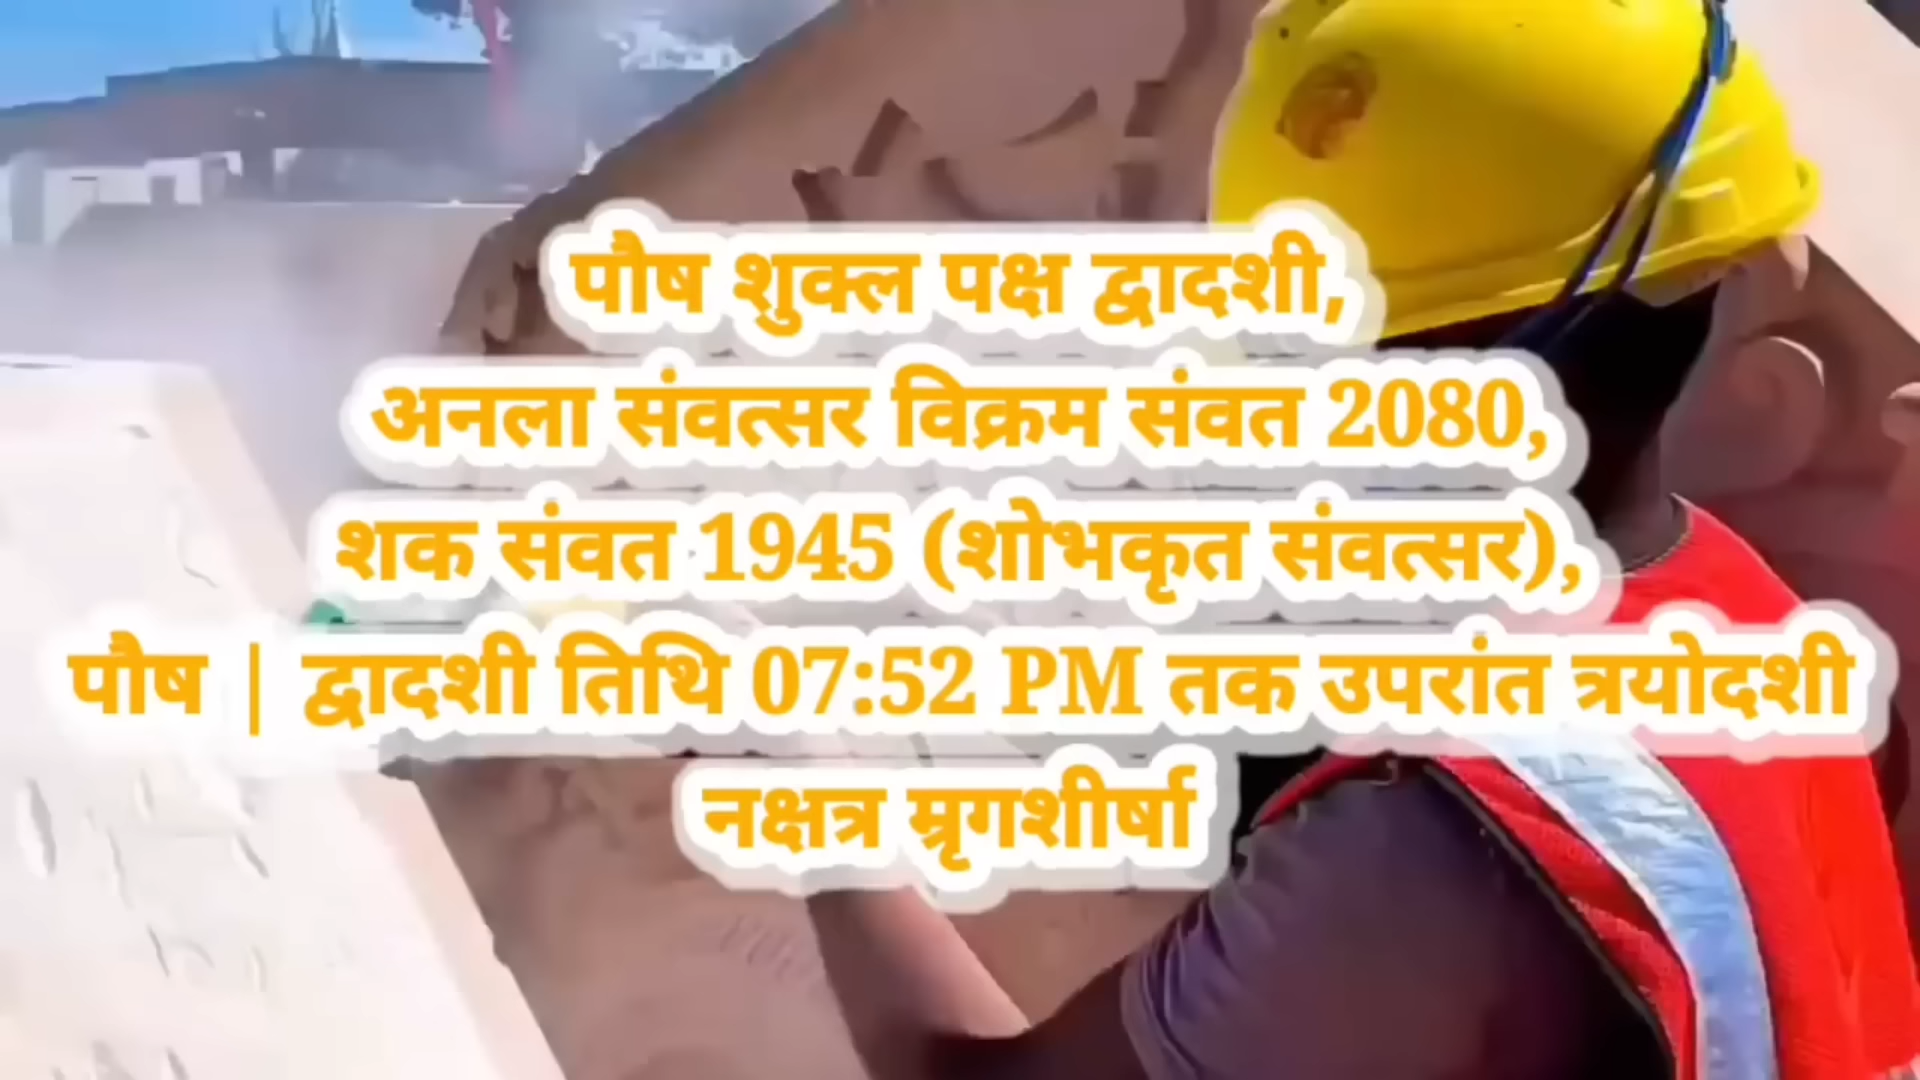 पौष शुक्ल पक्ष द्वादशी,
अनला संवत्सर विक्रम संवत 2080,
शक संवत 1945 (शोभकृत संवत्सर),
पौष | द्वादशी तिथि 07:52 PM तक उपरांत त्रयोदशी
नक्षत्र म्रृगशीर्षा